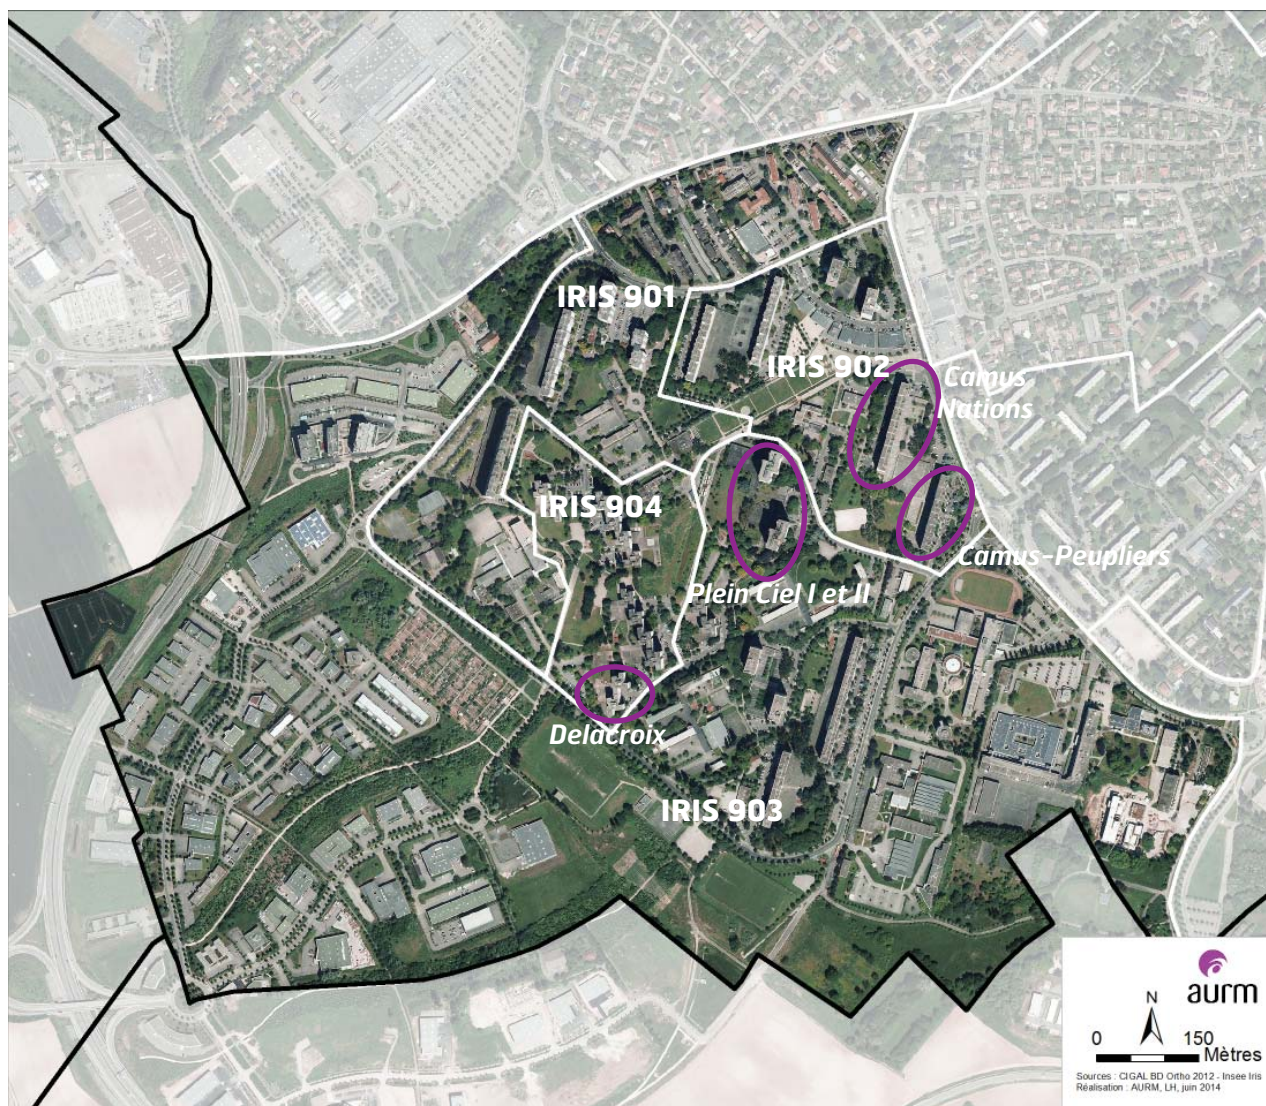 IRIS 901
IRIS 902
Camus
Nations
IRIS 904
Camus-Peupliers
Plein Ciel I et II
Delacroix
IRIS 903
aurm
N
0 150
Mètres
Sources : CIGAL BD Ortho 2012 - Insee Iris
Réalisation : AURM, LH, juin 2014